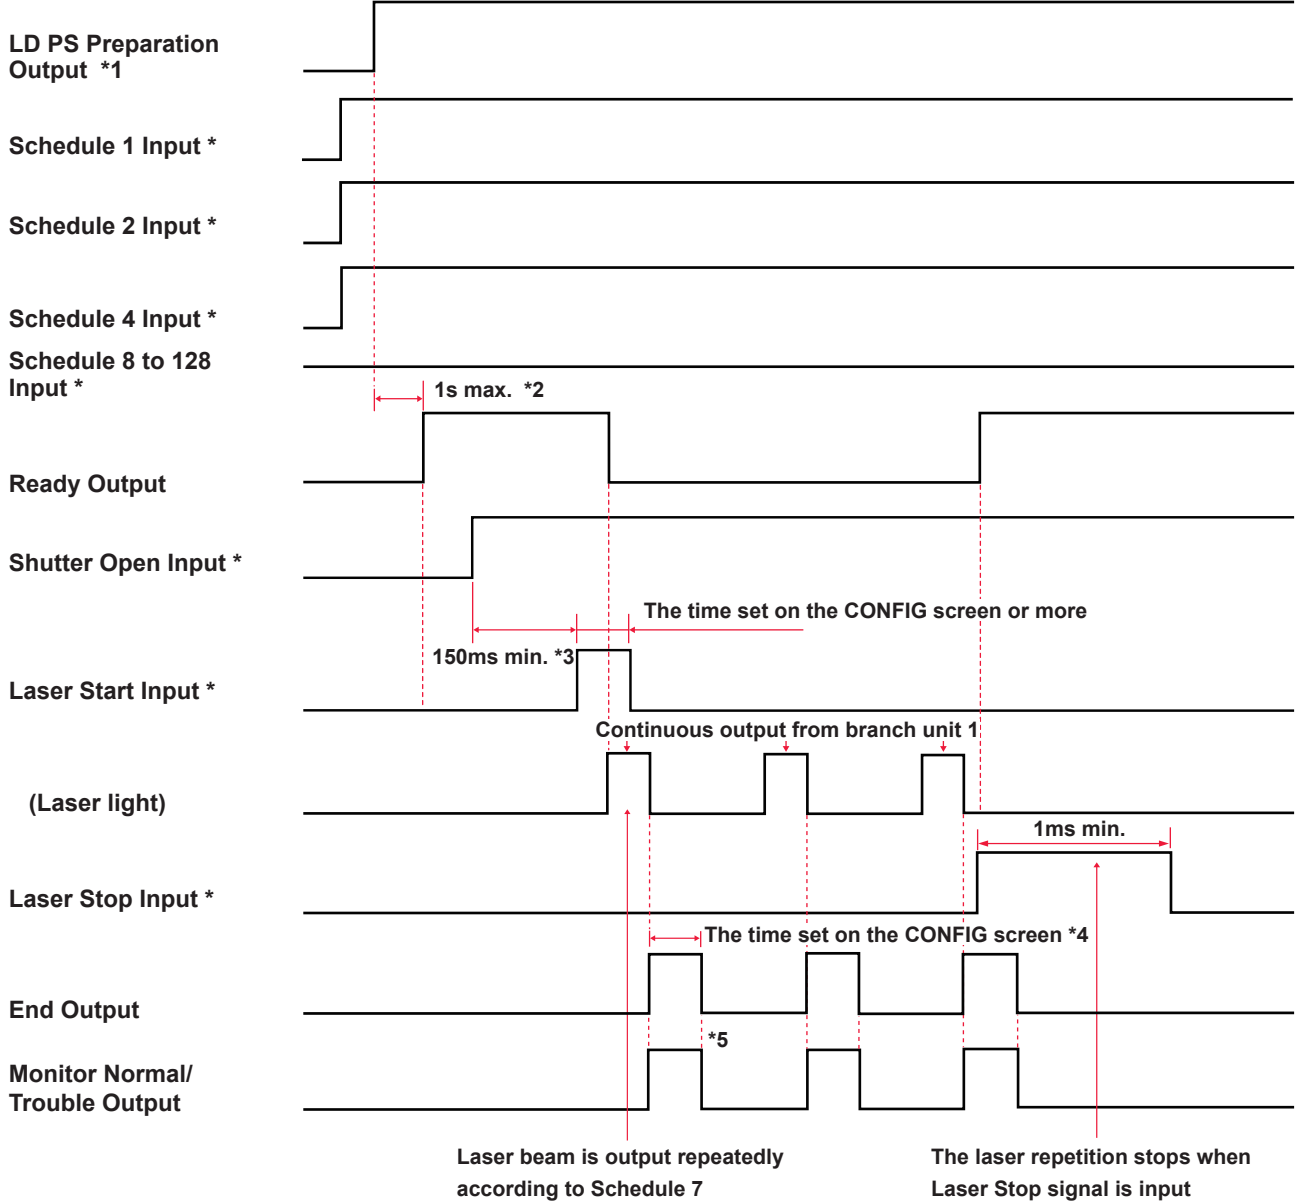 LD PS Preparation
Output *1
Schedule 1 Input *
Schedule 2 Input *
Schedule 4 Input *
Schedule 8 to 128
Input *
1s max. *2
Ready Output
Shutter Open Input *
The time set on the CONFIG screen or more
150ms min. *3
Laser Start Input *
Continuous output from branch unit 1
(Laser light)
1ms min.
Laser Stop Input *
The time set on the CONFIG screen *4
End Output
*5
Monitor Normal/
Trouble Output
Laser beam is output repeatedly
according to Schedule 7
The laser repetition stops when
Laser Stop signal is input